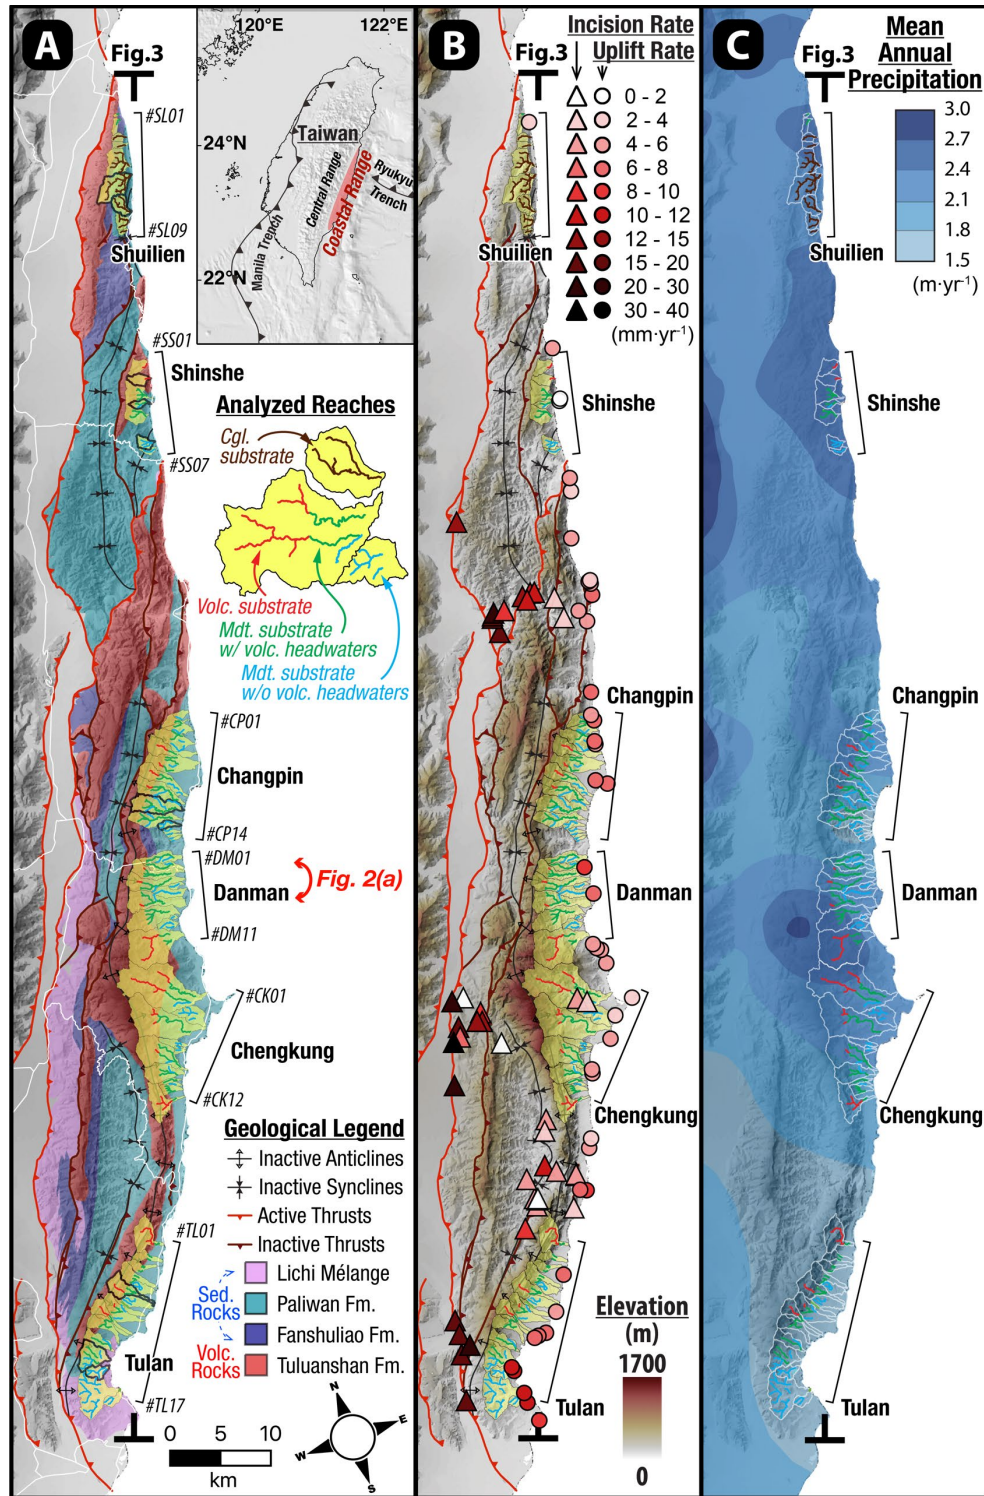 A
Fig.3
#SL01
#SL09
Shuilien
#SS01
Shinshe
#SS07
120°E
122°E
24°N
22°N
Taiwan
Central Range
Coastal Range
Manila Trench
Ryukyu
Trench
Analyzed Reaches
Cgl.
substrate
Volc. substrate
Mdt. substrate
w/ volc. headwaters
Mdt. substrate
w/o volc. headwaters
#CP01
Changpin
#CP14
#DM01
Danman
Fig. 2(a)
#DM11
#CK01
Chengkung
#CK12
Geological Legend
Inactive Anticlines
Inactive Synclines
Active Thrusts
Inactive Thrusts
Lichi Mélange
Sed.
Rocks
Paliwan Fm.
Fanshuliao Fm.
Volc.
Rocks
Tuluanshan Fm.
#TL01
Tulan
#TL17
0 5 10
km
N
E
S
W
B
Fig.3
Incision Rate
Uplift Rate
0 - 2
2 - 4
4 - 6
6 - 8
8 - 10
10 - 12
12 - 15
15 - 20
20 - 30
30 - 40
(mm·yr⁻¹)
Shuilien
Shinshe
Changpin
Danman
Chengkung
Elevation
(m)
1700
0
Tulan
C
Fig.3
Mean
Annual
Precipitation
3.0
2.7
2.4
2.1
1.8
1.5
(m·yr⁻¹)
Shuilien
Shinshe
Changpin
Danman
Chengkung
Tulan